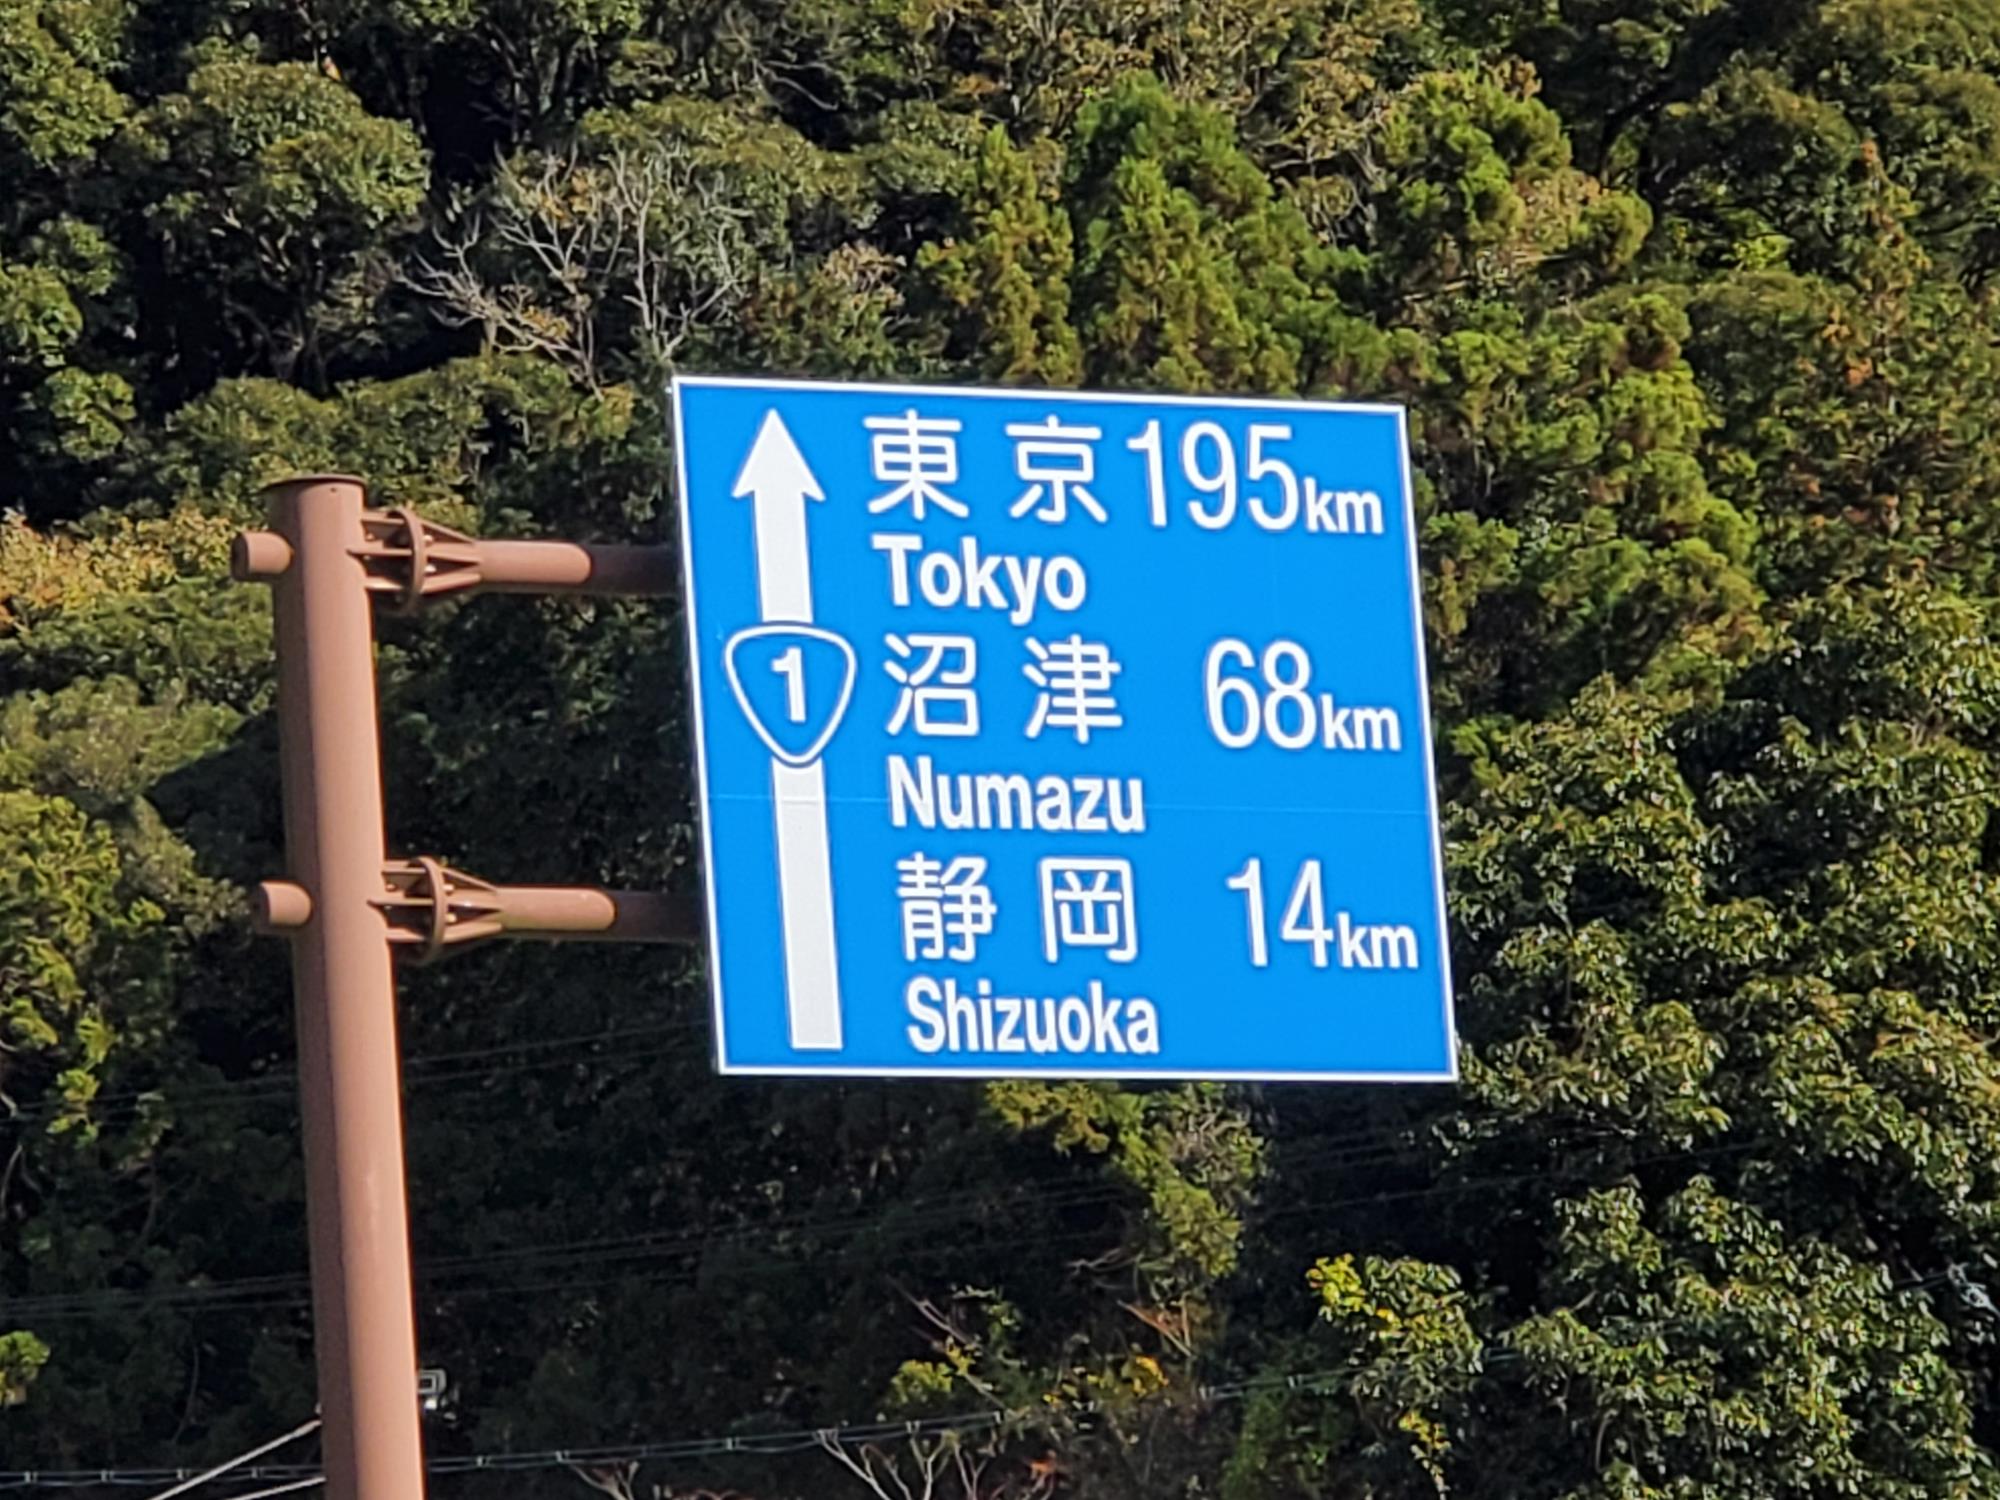 東京 195km
Tokyo
1
沼津 68km
Numazu
静岡 14km
Shizuoka